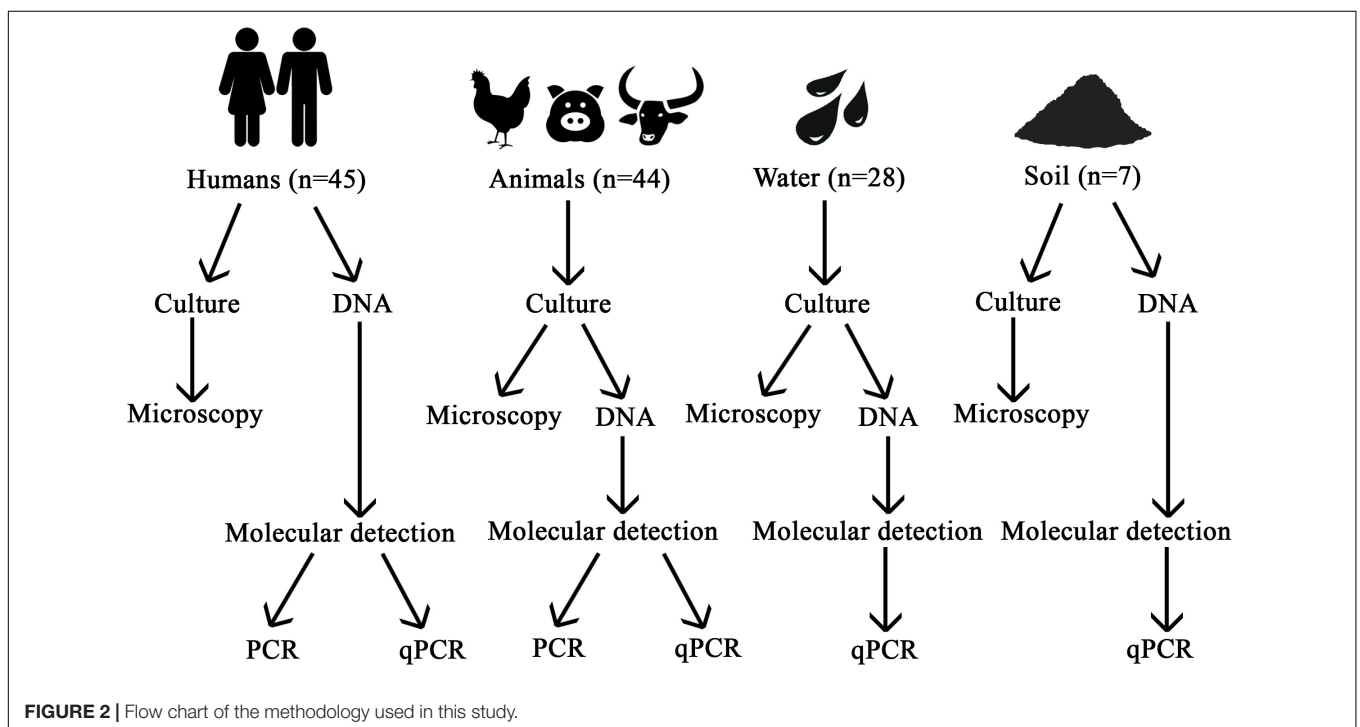 Humans (n=45) Animals (n=44) Water (n=28) Soil (n=7)
Culture DNA Culture Culture Culture DNA
Microscopy Microscopy DNA Microscopy DNA Microscopy
Molecular detection Molecular detection Molecular detection Molecular detection
PCR qPCR PCR qPCR qPCR qPCR
FIGURE 2 | Flow chart of the methodology used in this study.